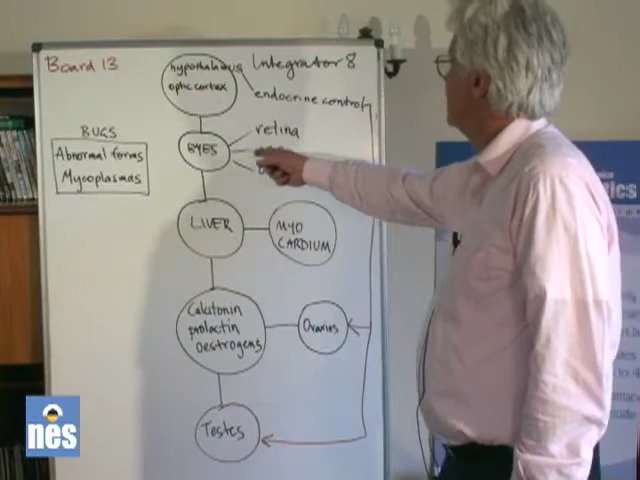 Board 13
hypothalamus
optic cortex
Integrator 8
endocrine control
BUGS
Abnormal forms
Mycoplasmas
EYES
retina
LIVER
MYO
CARDIUM
Calcitonin
prolactin
Oestrogens
Ovaries
Testes
nes